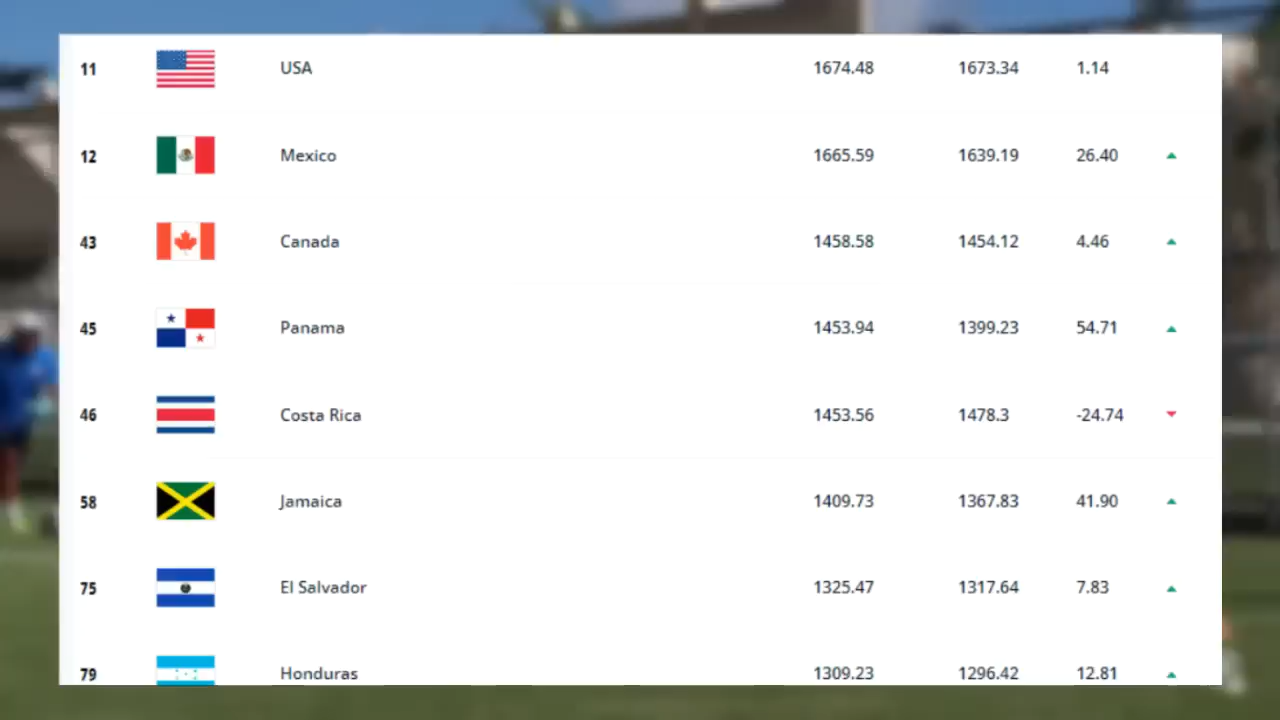 11 USA 1674.48 1673.34 1.14
12 Mexico 1665.59 1639.19 26.40
43 Canada 1458.58 1454.12 4.46
45 Panama 1453.94 1399.23 54.71
46 Costa Rica 1453.56 1478.3 -24.74
58 Jamaica 1409.73 1367.83 41.90
75 El Salvador 1325.47 1317.64 7.83
79 Honduras 1309.23 1296.42 12.81